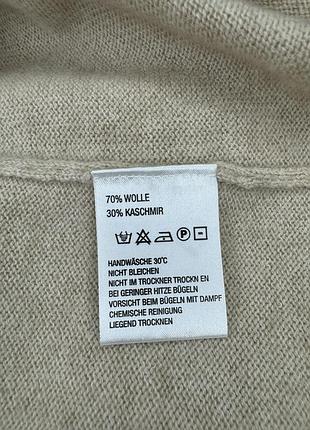 70% WOLLE
30% KASCHMIR
P
HANDWÄSCHE 30°C
NICHT BLEICHEN
NICHT IM TROCKNER TROCKN EN
BEI GERINGER HITZE BÜGELN
VORSICHT BEIM BÜGELN MIT DAMPF
CHEMISCHE REINIGUNG
LIEGEND TROCKNEN